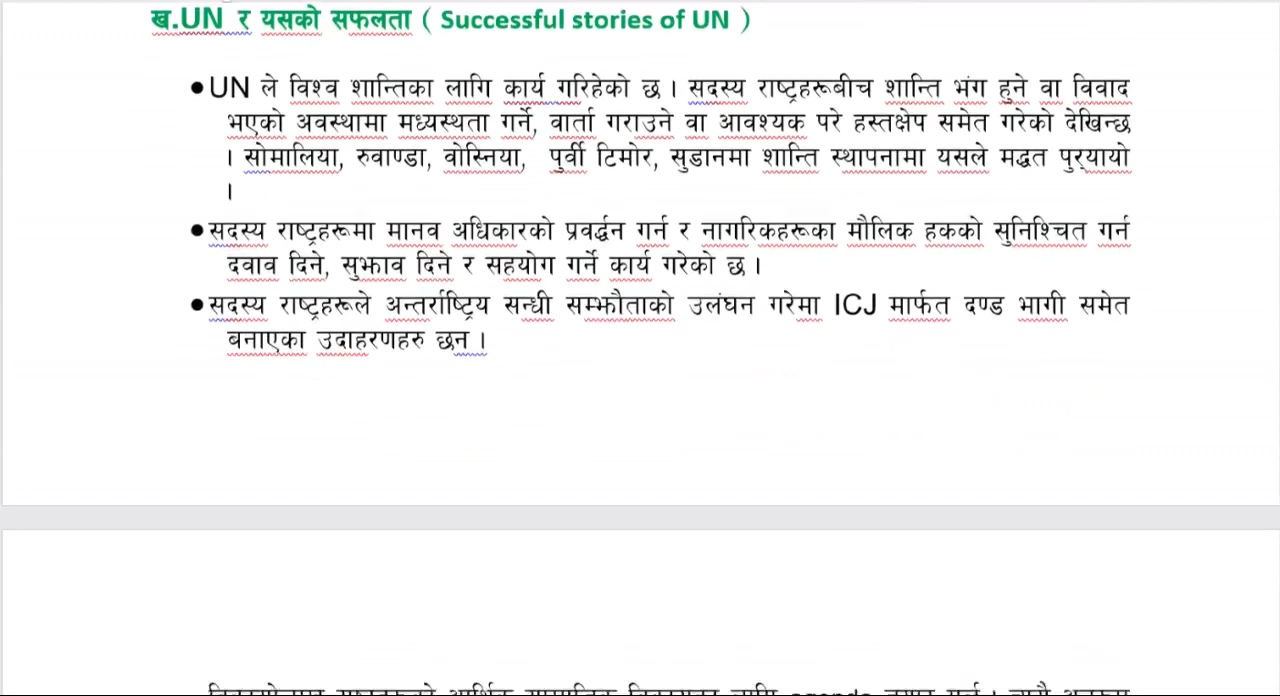 ख.UN र यसको सफलता ( Successful stories of UN )
●UN ले विश्व शान्तिका लागि कार्य गरिहेको छ । सदस्य राष्ट्रहरूबीच शान्ति भंग हुने वा विवाद
भएको अवस्थामा मध्यस्थता गर्ने, वार्ता गराउने वा आवश्यक परे हस्तक्षेप समेत गरेको देखिन्छ
। सोमालिया, रुवाण्डा, वोस्निया, पुर्वी टिमोर, सुडानमा शान्ति स्थापनामा यसले मद्धत पुर्‍यायो
।
●सदस्य राष्ट्रहरूमा मानव अधिकारको प्रवर्द्धन गर्न र नागरिकहरूका मौलिक हकको सुनिश्चित गर्न
दवाव दिने, सुझाव दिने र सहयोग गर्ने कार्य गरेको छ ।
●सदस्य राष्ट्रहरूले अन्तर्राष्ट्रिय सन्धी सम्झौताको उलंघन गरेमा ICJ मार्फत दण्ड भागी समेत
बनाएका उदाहरणहरु छन ।